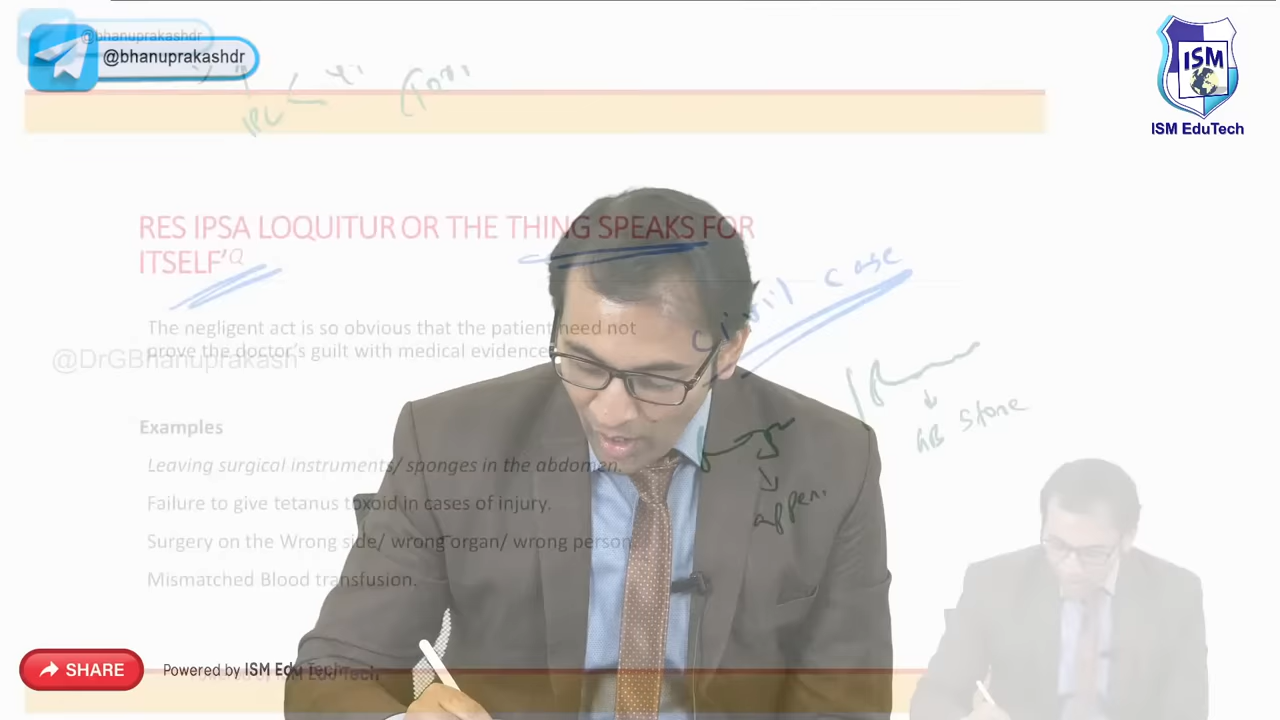 @bhanuprakashdr
@bhanuprakashdr
ISM
ISM EduTech
RES IPSA LOQUITUR OR THE THING SPEAKS FOR
ITSELF'Q
civil case
The negligent act is so obvious that the patient need not
prove the doctor's guilt with medical evidence
@DrGBhanuprakash
GB Stone
Examples
Leaving surgical instruments/ sponges in the abdomen.
Failure to give tetanus toxoid in cases of injury.
appen.
Surgery on the Wrong side/ wrong organ/ wrong person
Mismatched Blood transfusion.
SHARE
Powered by ISM Edu Tech